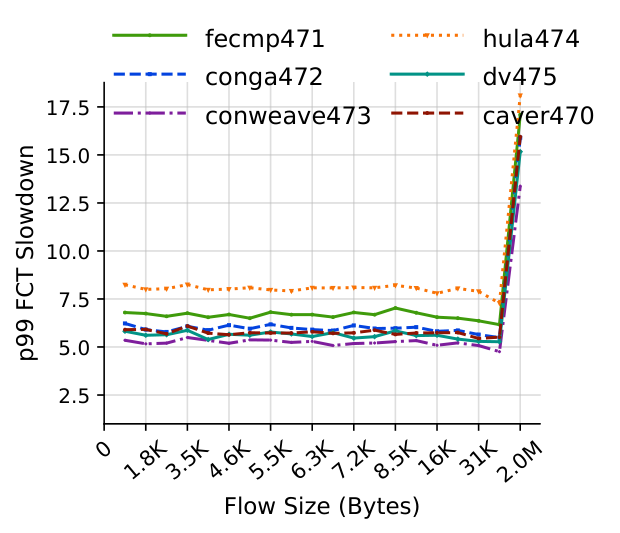 fecmp471 hula474
conga472 dv475
conweave473 caver470
17.5
15.0
12.5
10.0
7.5
5.0
2.5
p99 FCT Slowdown
0 1.8K 3.5K 4.6K 5.5K 6.3K 7.2K 8.5K 16K 31K 2.0M
Flow Size (Bytes)